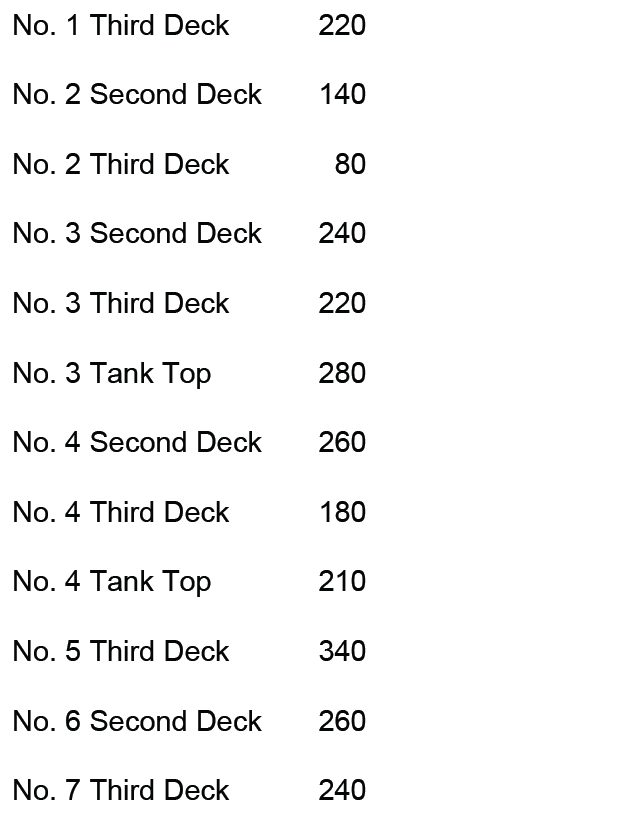 No. 1 Third Deck 220
No. 2 Second Deck 140
No. 2 Third Deck 80
No. 3 Second Deck 240
No. 3 Third Deck 220
No. 3 Tank Top 280
No. 4 Second Deck 260
No. 4 Third Deck 180
No. 4 Tank Top 210
No. 5 Third Deck 340
No. 6 Second Deck 260
No. 7 Third Deck 240